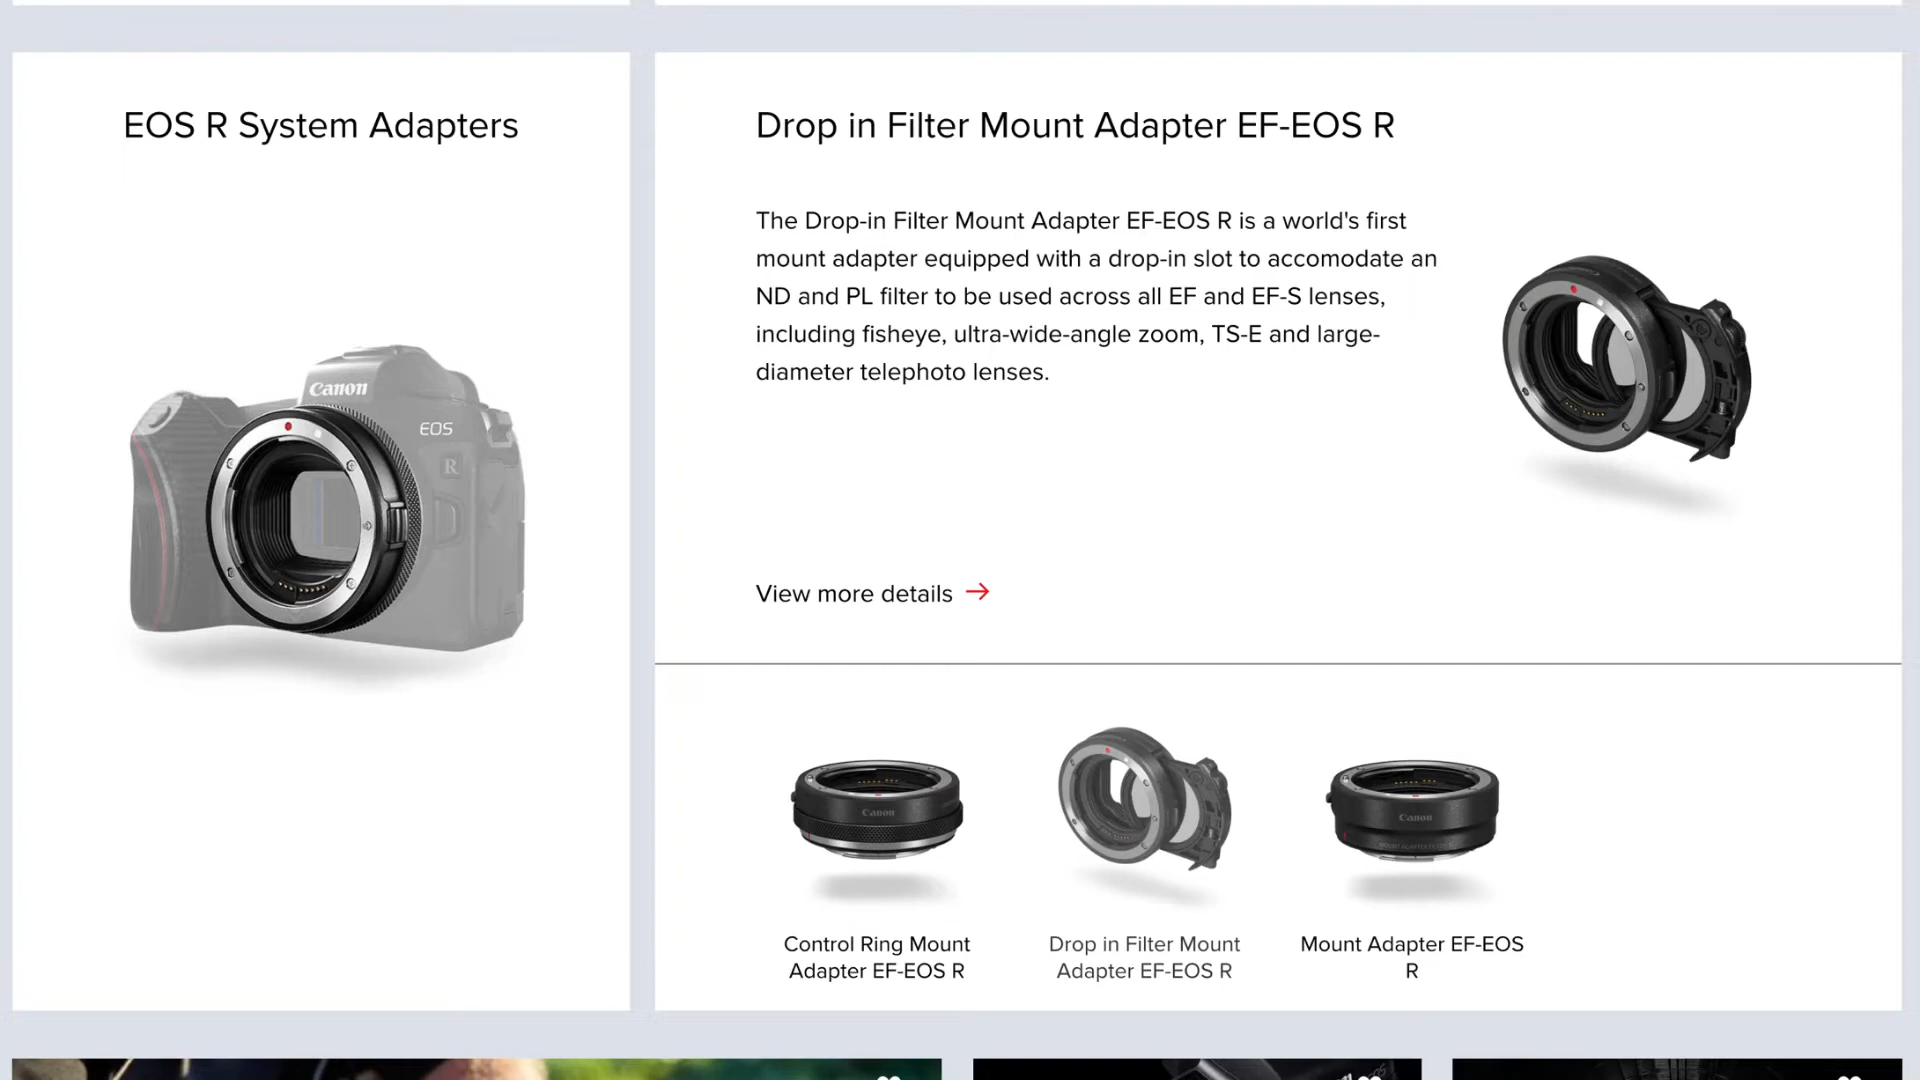 EOS R System Adapters
Canon
EOS
R
Drop in Filter Mount Adapter EF-EOS R
The Drop-in Filter Mount Adapter EF-EOS R is a world's first
mount adapter equipped with a drop-in slot to accomodate an
ND and PL filter to be used across all EF and EF-S lenses,
including fisheye, ultra-wide-angle zoom, TS-E and large-
diameter telephoto lenses.
View more details
Canon
Canon
Control Ring Mount
Adapter EF-EOS R
Drop in Filter Mount
Adapter EF-EOS R
Mount Adapter EF-EOS
R